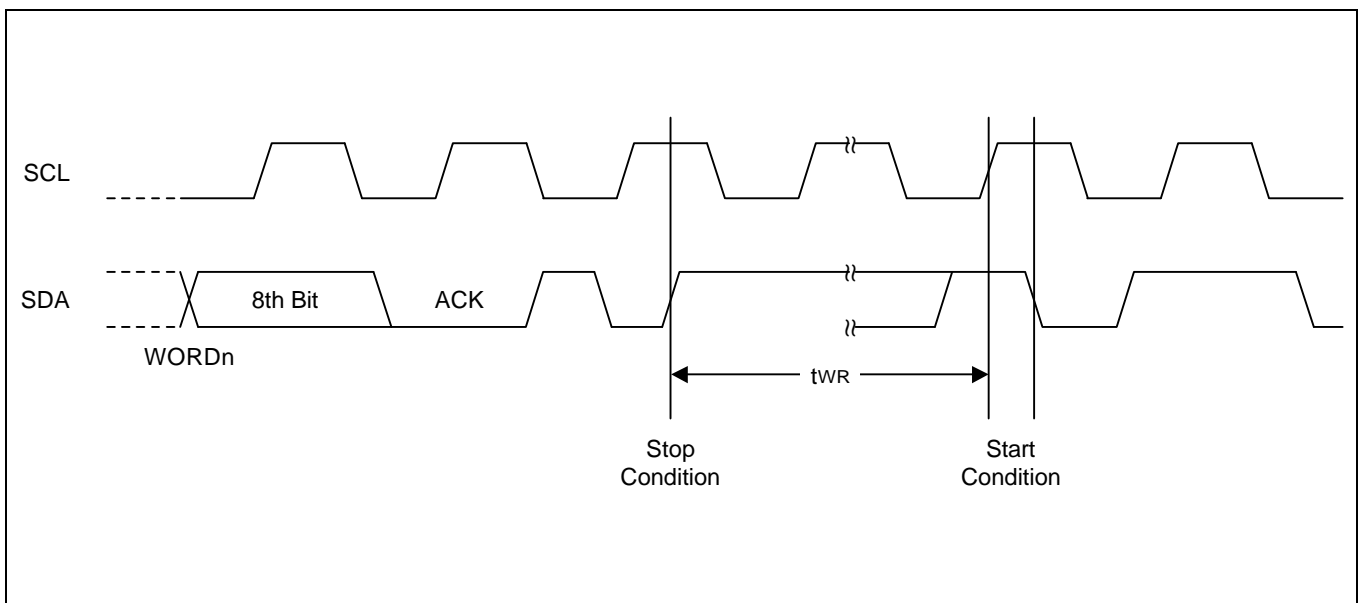 SCL
SDA
8th Bit
ACK
WORDn
tWR
Stop
Condition
Start
Condition